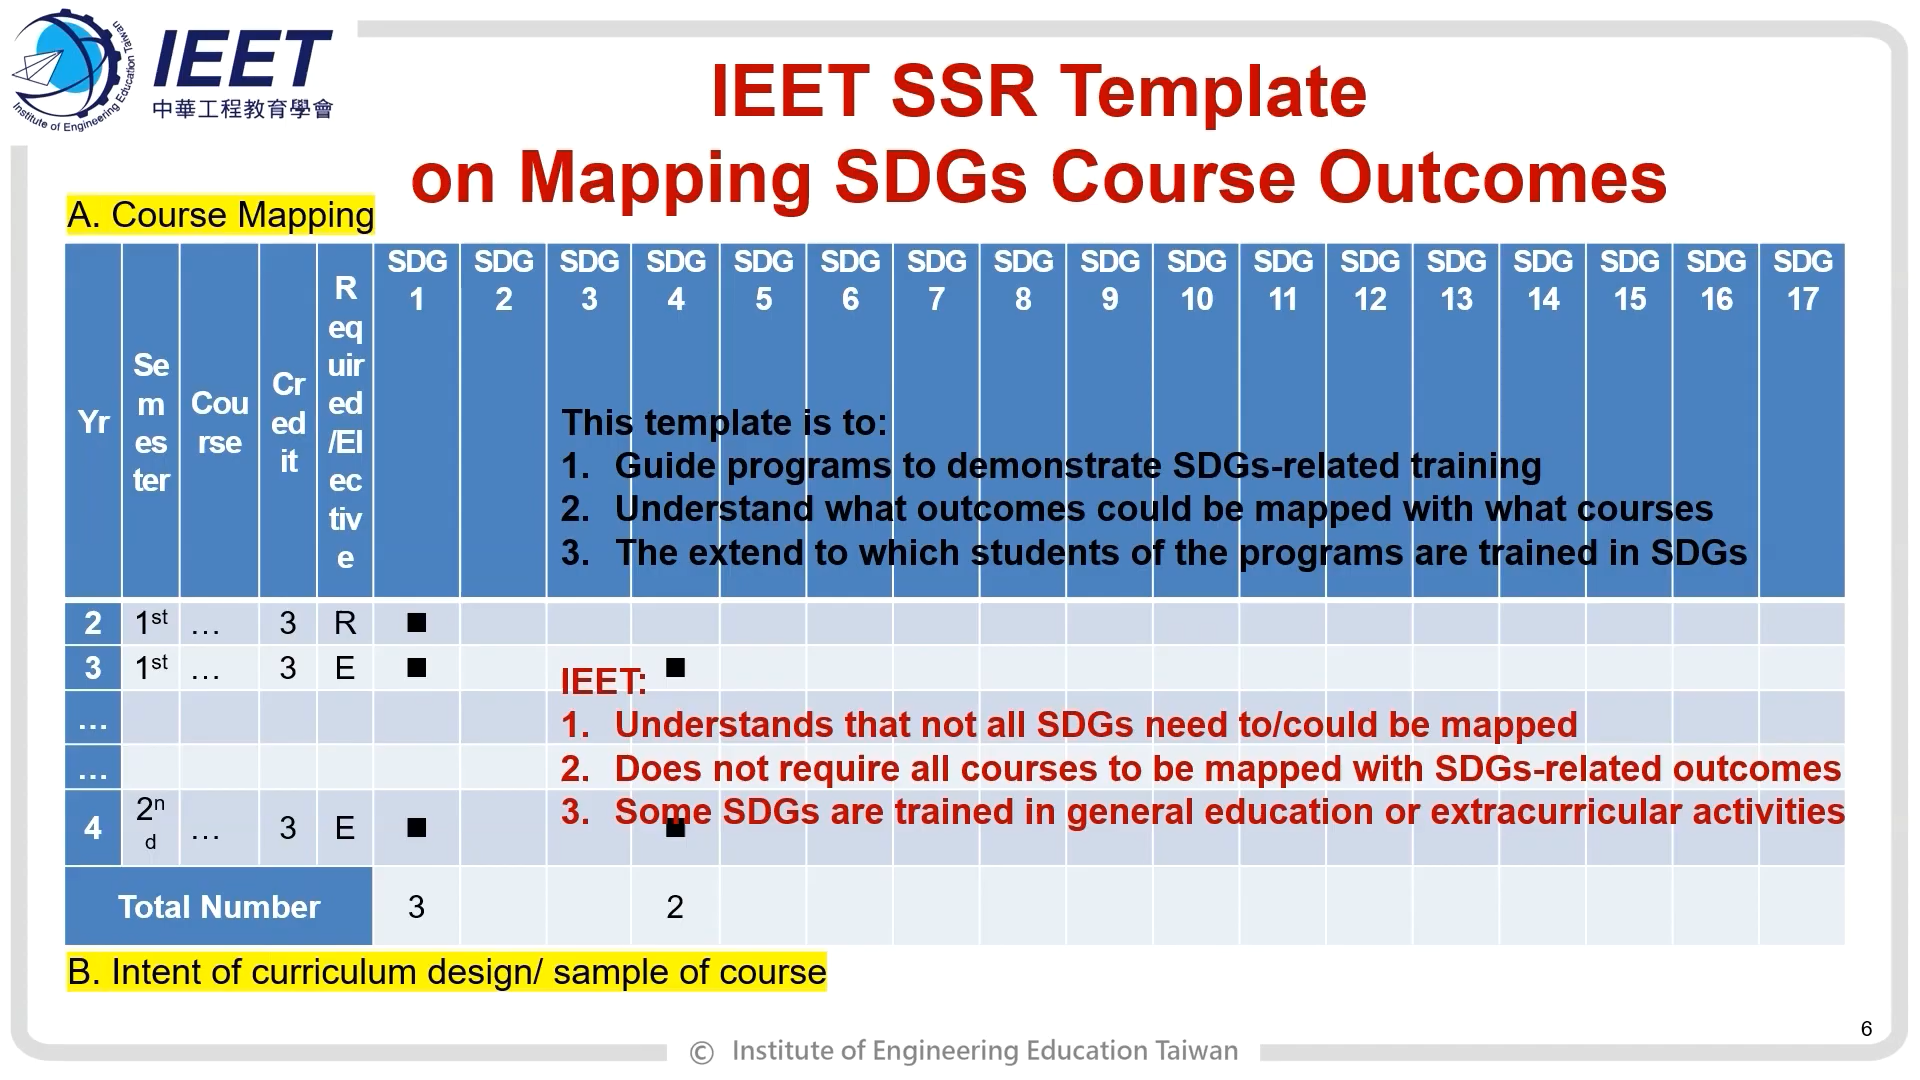 Institute of Engineering Education Taiwan
IEET
中華工程教育學會
IEET SSR Template
on Mapping SDGs Course Outcomes
A. Course Mapping
Yr Semester Course Credit Required/Elective SDG 1 SDG 2 SDG 3 SDG 4 SDG 5 SDG 6 SDG 7 SDG 8 SDG 9 SDG 10 SDG 11 SDG 12 SDG 13 SDG 14 SDG 15 SDG 16 SDG 17
This template is to:
1. Guide programs to demonstrate SDGs-related training
2. Understand what outcomes could be mapped with what courses
3. The extend to which students of the programs are trained in SDGs
2 1st … 3 R ■
3 1st … 3 E ■ ■
…
…
4 2nd … 3 E ■ ■
IEET:
1. Understands that not all SDGs need to/could be mapped
2. Does not require all courses to be mapped with SDGs-related outcomes
3. Some SDGs are trained in general education or extracurricular activities
Total Number 3 2
B. Intent of curriculum design/ sample of course
6
© Institute of Engineering Education Taiwan